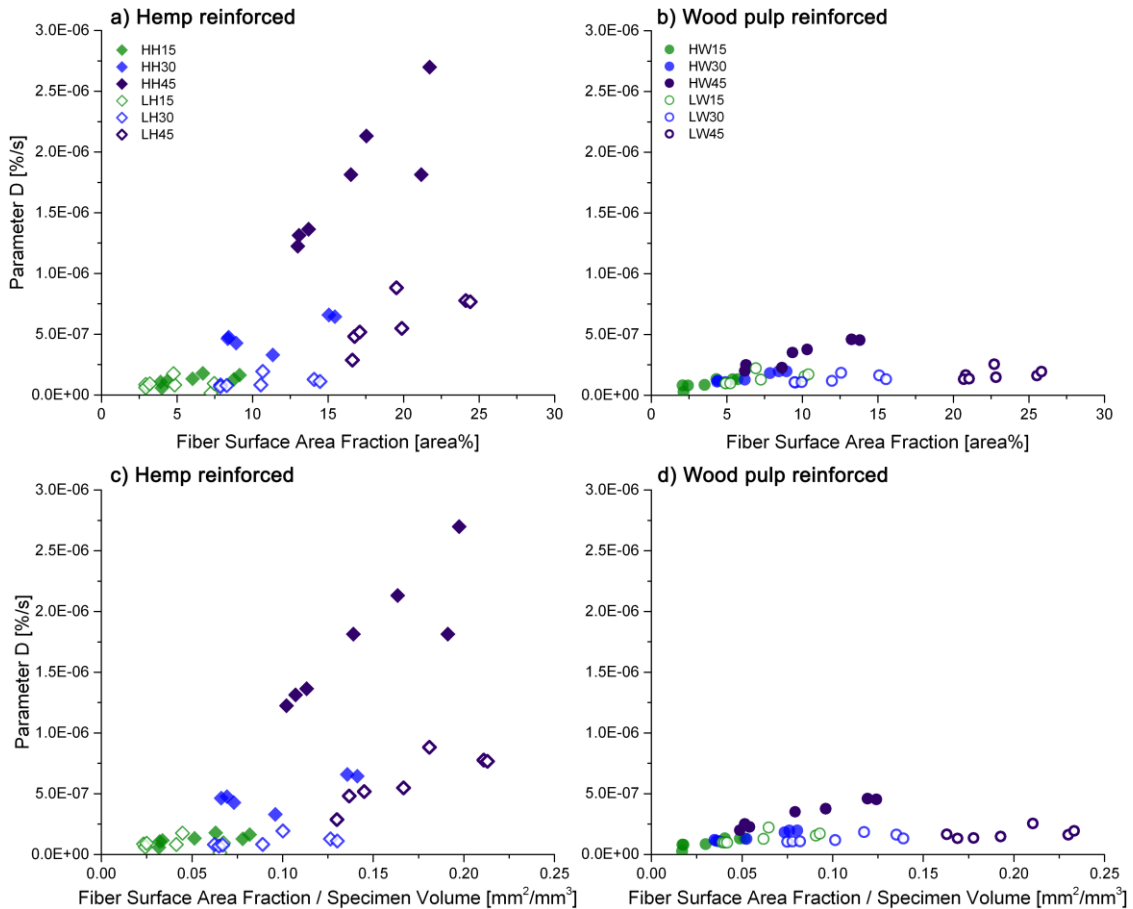 a) Hemp reinforced
3.0E-06
2.5E-06
2.0E-06
1.5E-06
1.0E-06
5.0E-07
0.0E+00
Parameter D [%/s]
HH15
HH30
HH45
LH15
LH30
LH45
0 5 10 15 20 25 30
Fiber Surface Area Fraction [area%]
b) Wood pulp reinforced
3.0E-06
2.5E-06
2.0E-06
1.5E-06
1.0E-06
5.0E-07
0.0E+00
HW15
HW30
HW45
LW15
LW30
LW45
0 5 10 15 20 25 30
Fiber Surface Area Fraction [area%]
c) Hemp reinforced
3.0E-06
2.5E-06
2.0E-06
1.5E-06
1.0E-06
5.0E-07
0.0E+00
Parameter D [%/s]
0.00 0.05 0.10 0.15 0.20 0.25
Fiber Surface Area Fraction / Specimen Volume [mm²/mm³]
d) Wood pulp reinforced
3.0E-06
2.5E-06
2.0E-06
1.5E-06
1.0E-06
5.0E-07
0.0E+00
0.00 0.05 0.10 0.15 0.20 0.25
Fiber Surface Area Fraction / Specimen Volume [mm²/mm³]